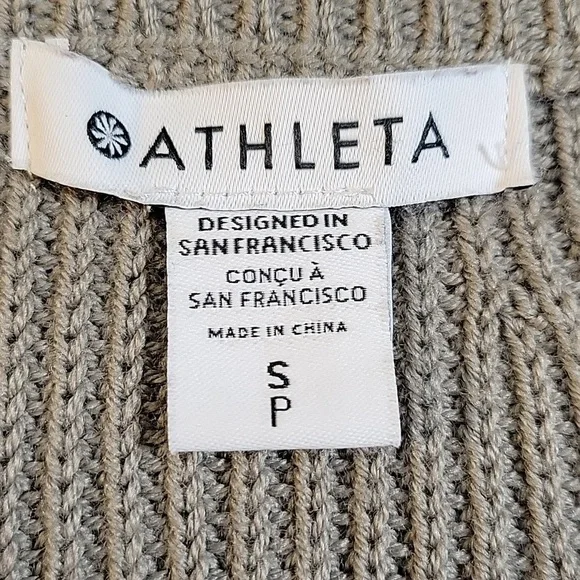 ATHLETA
DESIGNED IN
SAN FRANCISCO
CONÇU À
SAN FRANCISCO
MADE IN CHINA
S
P